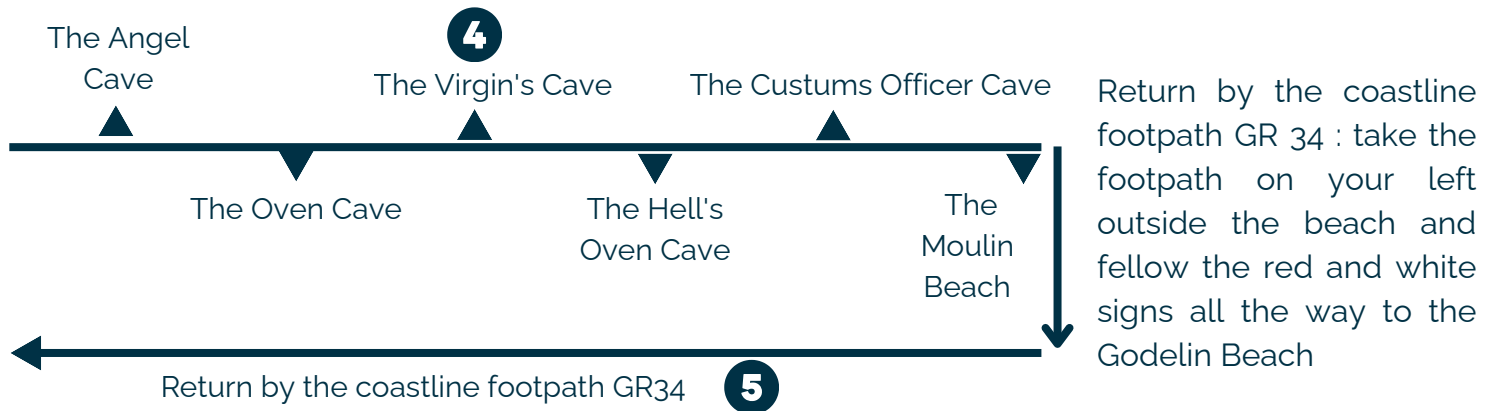 The Angel
Cave
4
The Virgin's Cave
The Custums Officer Cave
The Oven Cave
The Hell's
Oven Cave
The
Moulin
Beach
Return by the coastline
footpath GR 34 : take the
footpath on your left
outside the beach and
fellow the red and white
signs all the way to the
Godelin Beach
Return by the coastline footpath GR34
5